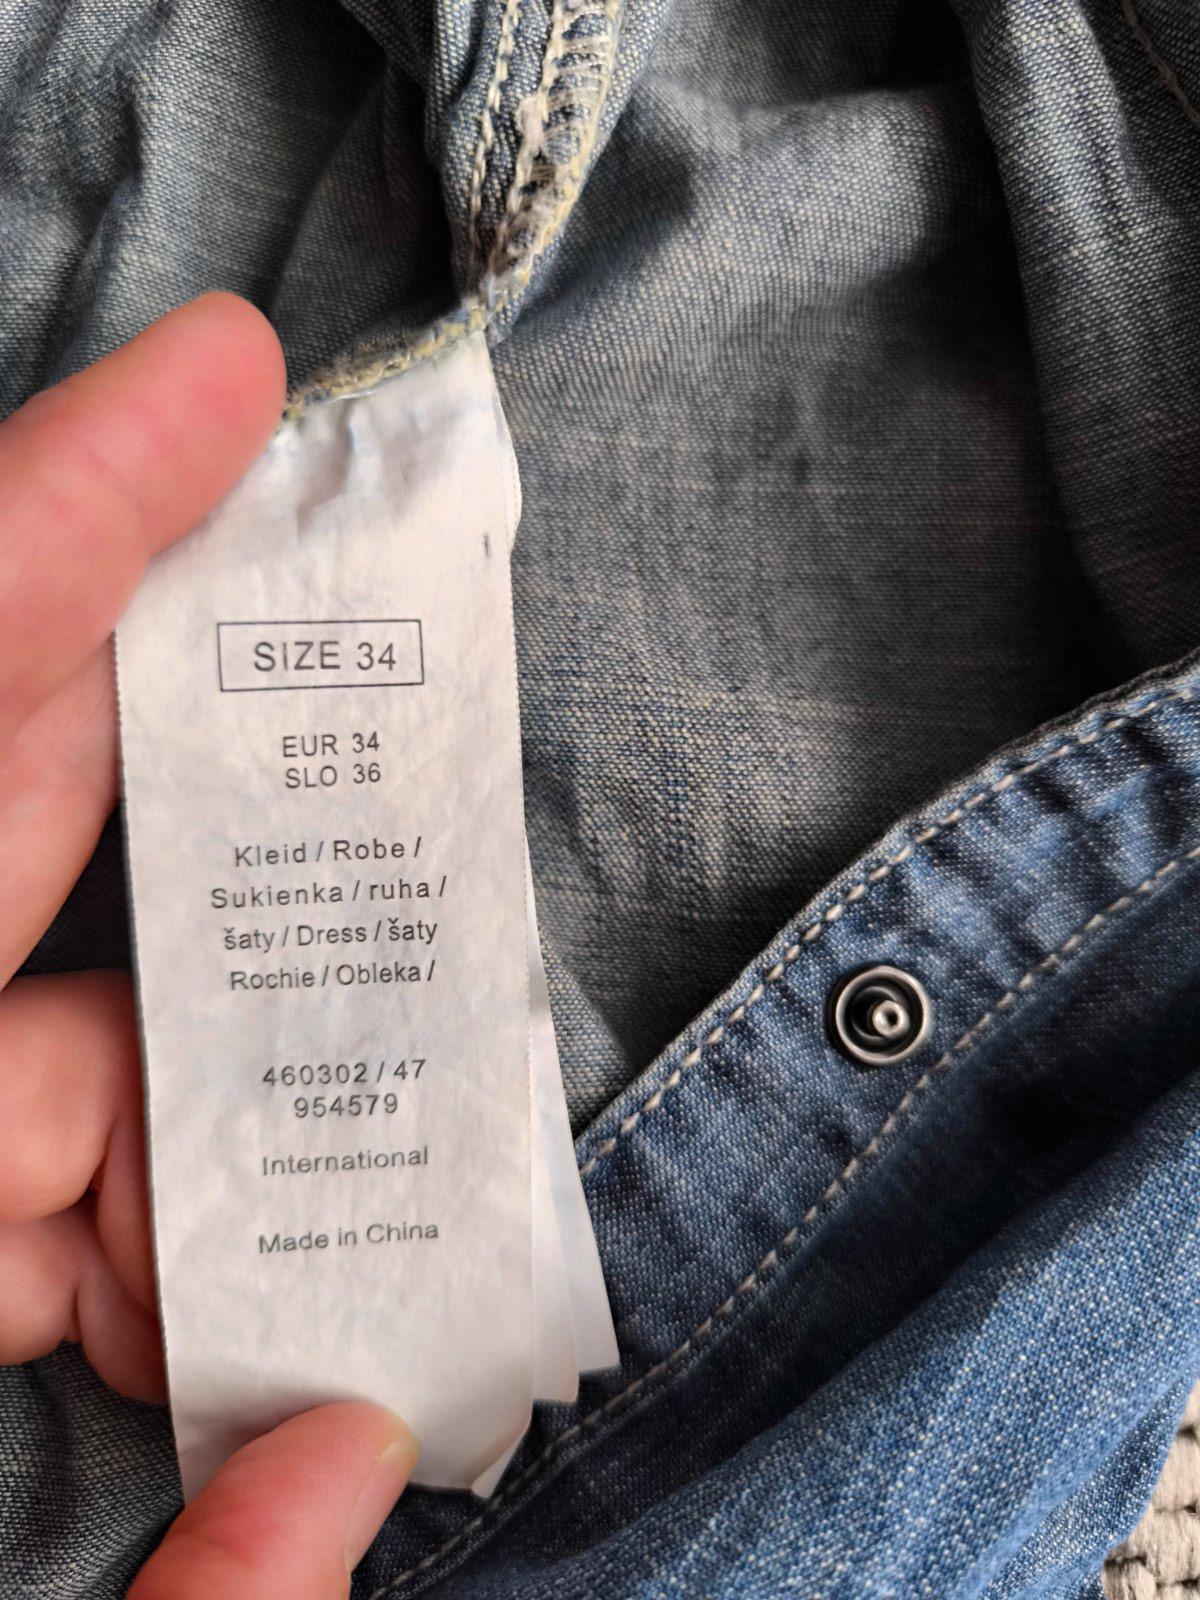 SIZE 34
EUR 34
SLO 36
Kleid / Robe /
Sukienka / ruha /
šaty / Dress / šaty
Rochie / Obleka /
460302 / 47
954579
International
Made in China